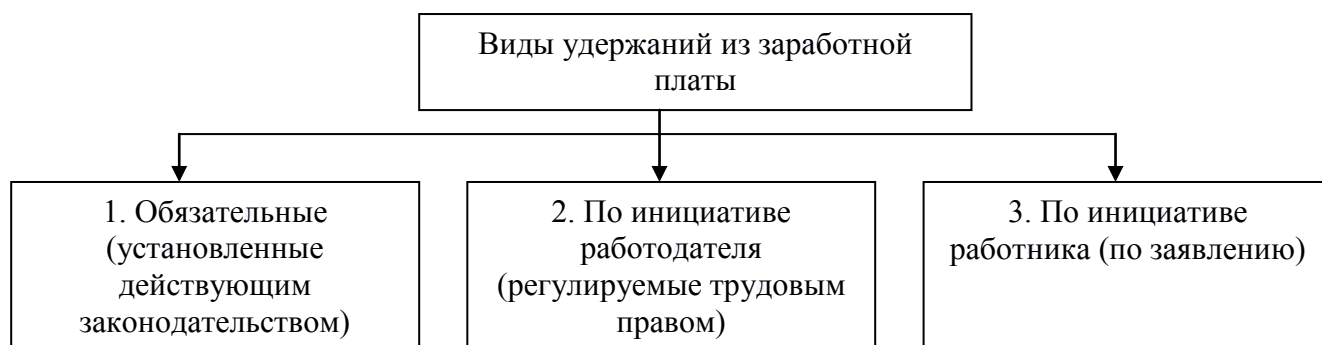 Виды удержаний из заработной
платы
1. Обязательные
(установленные
действующим
законодательством)
2. По инициативе
работодателя
(регулируемые трудовым
правом)
3. По инициативе
работника (по заявлению)